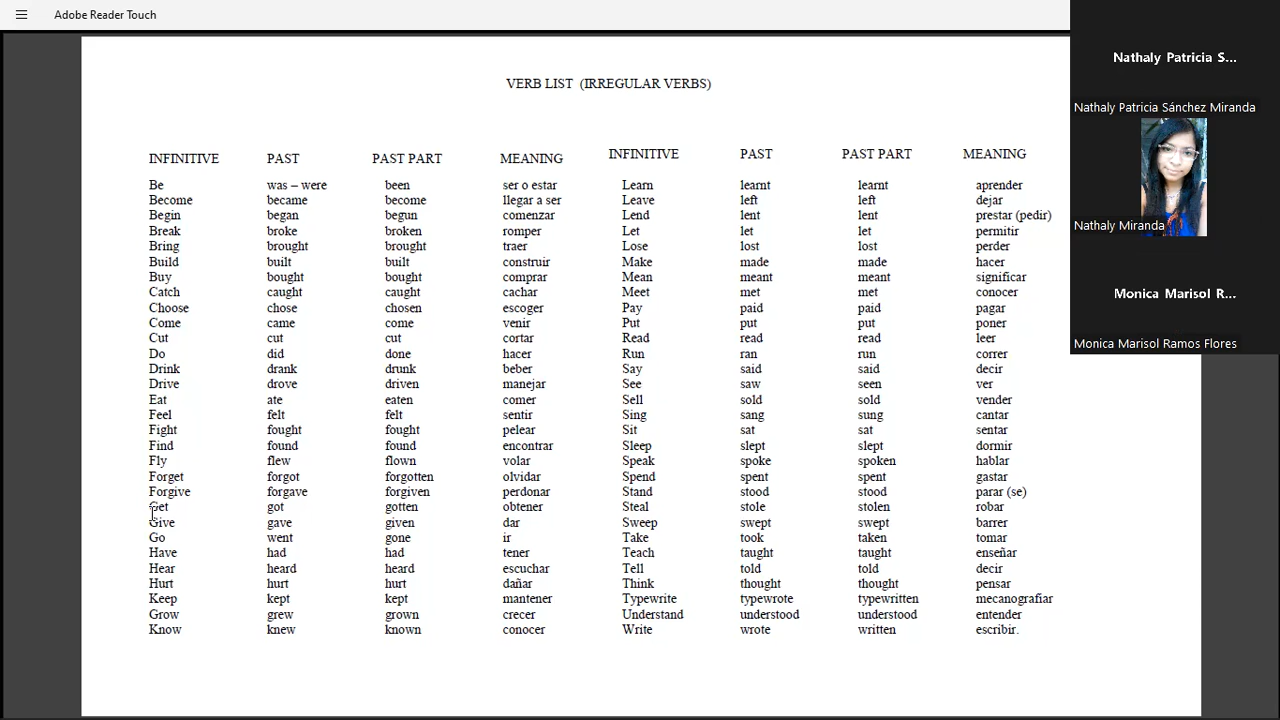 Adobe Reader Touch
VERB LIST (IRREGULAR VERBS)
INFINITIVE PAST PAST PART MEANING INFINITIVE PAST PAST PART MEANING
Be was – were been ser o estar Learn learnt learnt aprender
Become became become llegar a ser Leave left left dejar
Begin began begun comenzar Lend lent lent prestar (pedir)
Break broke broken romper Let let let permitir
Bring brought brought traer Lose lost lost perder
Build built built construir Make made made hacer
Buy bought bought comprar Mean meant meant significar
Catch caught caught cachar Meet met met conocer
Choose chose chosen escoger Pay paid paid pagar
Come came come venir Put put put poner
Cut cut cut cortar Read read read leer
Do did done hacer Run ran run correr
Drink drank drunk beber Say said said decir
Drive drove driven manejar See saw seen ver
Eat ate eaten comer Sell sold sold vender
Feel felt felt sentir Sing sang sung cantar
Fight fought fought pelear Sit sat sat sentar
Find found found encontrar Sleep slept slept dormir
Fly flew flown volar Speak spoke spoken hablar
Forget forgot forgotten olvidar Spend spent spent gastar
Forgive forgave forgiven perdonar Stand stood stood parar (se)
Get got gotten obtener Steal stole stolen robar
Give gave given dar Sweep swept swept barrer
Go went gone ir Take took taken tomar
Have had had tener Teach taught taught enseñar
Hear heard heard escuchar Tell told told decir
Hurt hurt hurt dañar Think thought thought pensar
Keep kept kept mantener Typewrite typewrote typewritten mecanografiar
Grow grew grown crecer Understand understood understood entender
Know knew known conocer Write wrote written escribir.
Nathaly Patricia S...
Nathaly Patricia Sánchez Miranda
Nathaly Miranda
Monica Marisol R...
Monica Marisol Ramos Flores